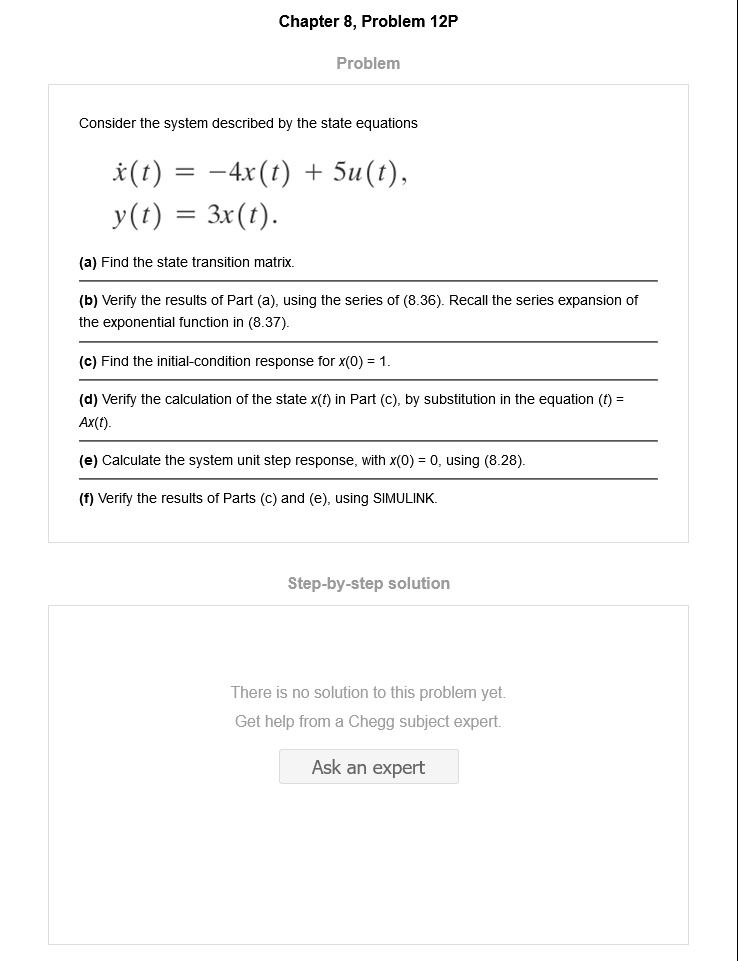 Chapter 8, Problem 12P
Problem
Consider the system described by the state equations
ẋ(t) = −4x(t) + 5u(t),
y(t) = 3x(t).
(a) Find the state transition matrix.
(b) Verify the results of Part (a), using the series of (8.36). Recall the series expansion of
the exponential function in (8.37).
(c) Find the initial-condition response for x(0) = 1.
(d) Verify the calculation of the state x(t) in Part (c), by substitution in the equation (t) =
Ax(t).
(e) Calculate the system unit step response, with x(0) = 0, using (8.28).
(f) Verify the results of Parts (c) and (e), using SIMULINK.
Step-by-step solution
There is no solution to this problem yet.
Get help from a Chegg subject expert.
Ask an expert